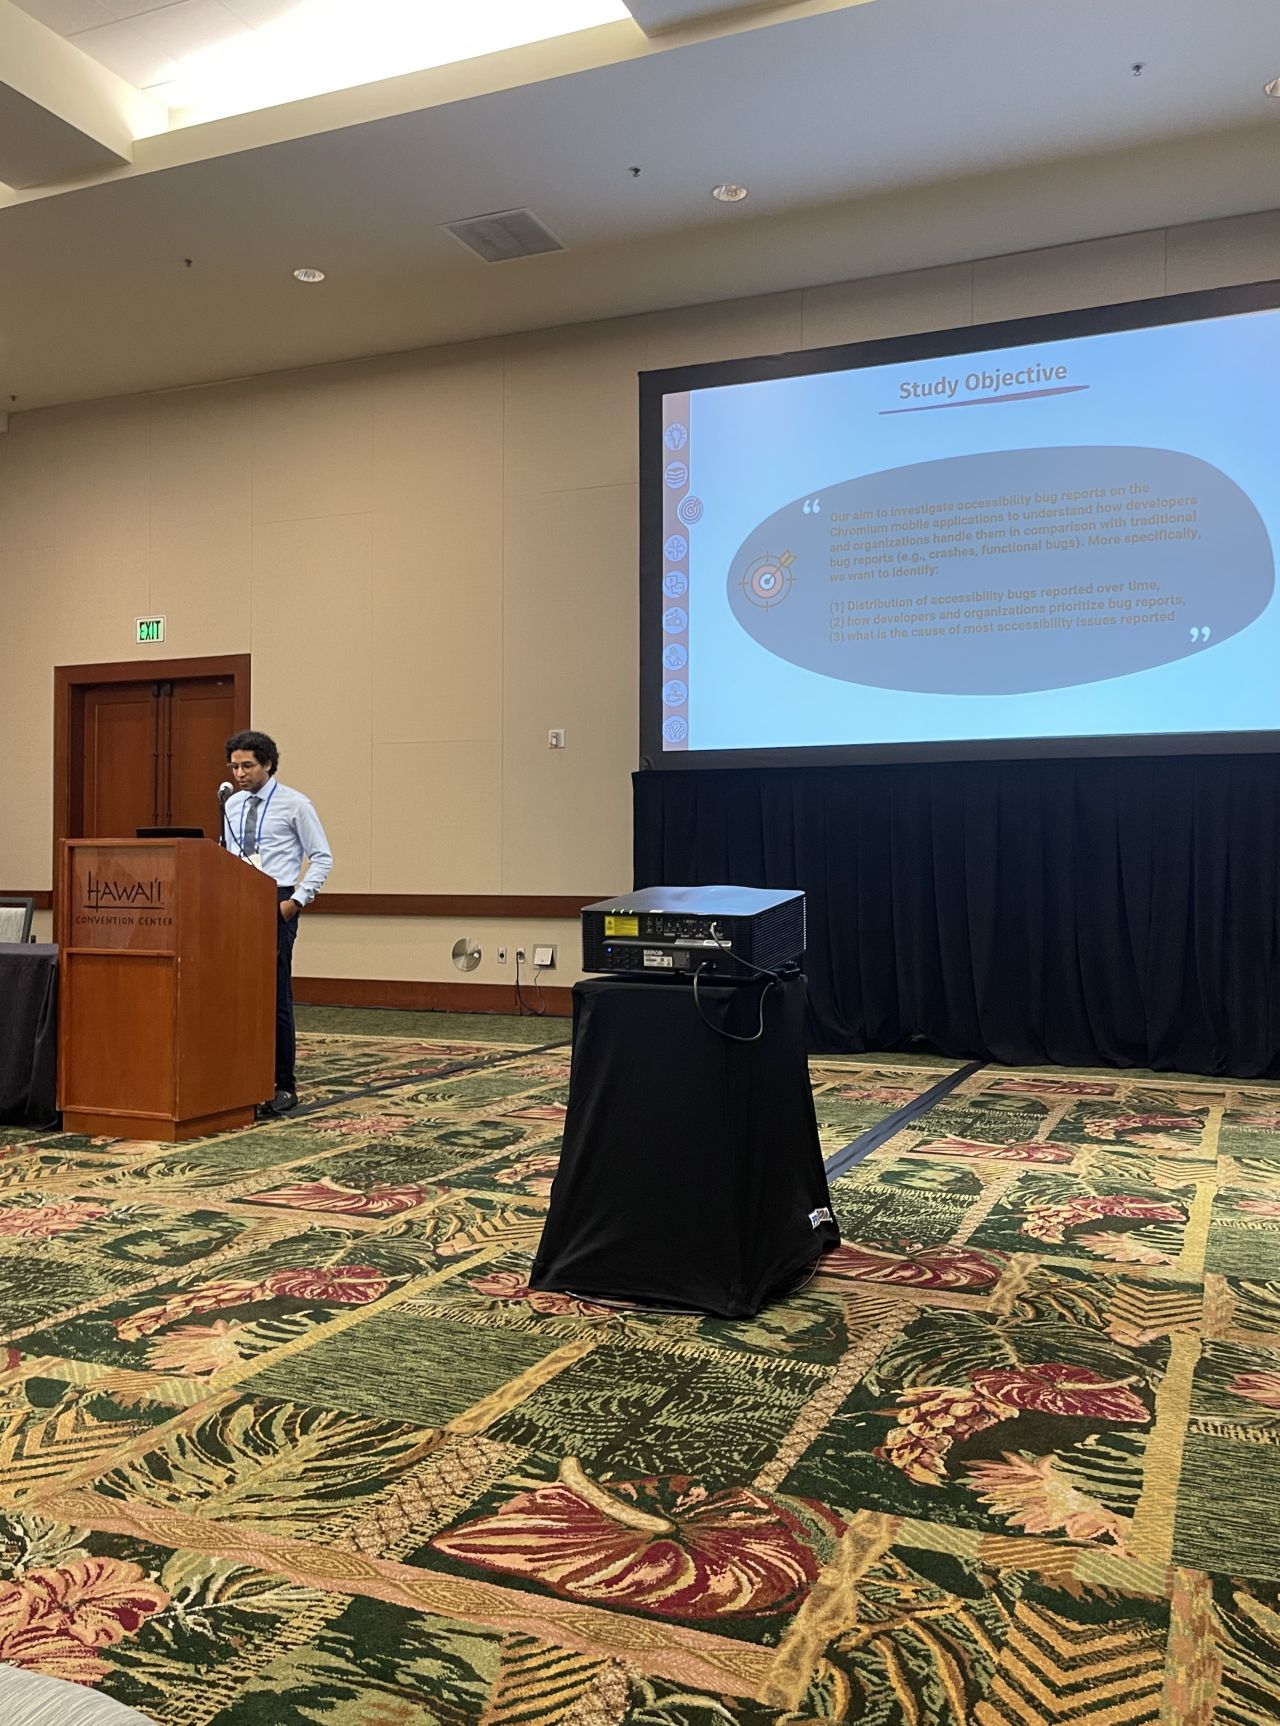 Study Objective
“ Our aim to investigate accessibility bug reports on the
Chromium mobile applications to understand how developers
and organizations handle them in comparison with traditional
bug reports (e.g., crashes, functional bugs). More specifically,
we want to identify:
(1) Distribution of accessibility bugs reported over time,
(2) how developers and organizations prioritize bug reports,
(3) what is the cause of most accessibility issues reported ”
EXIT
HAWAI'I
CONVENTION CENTER
BARCO